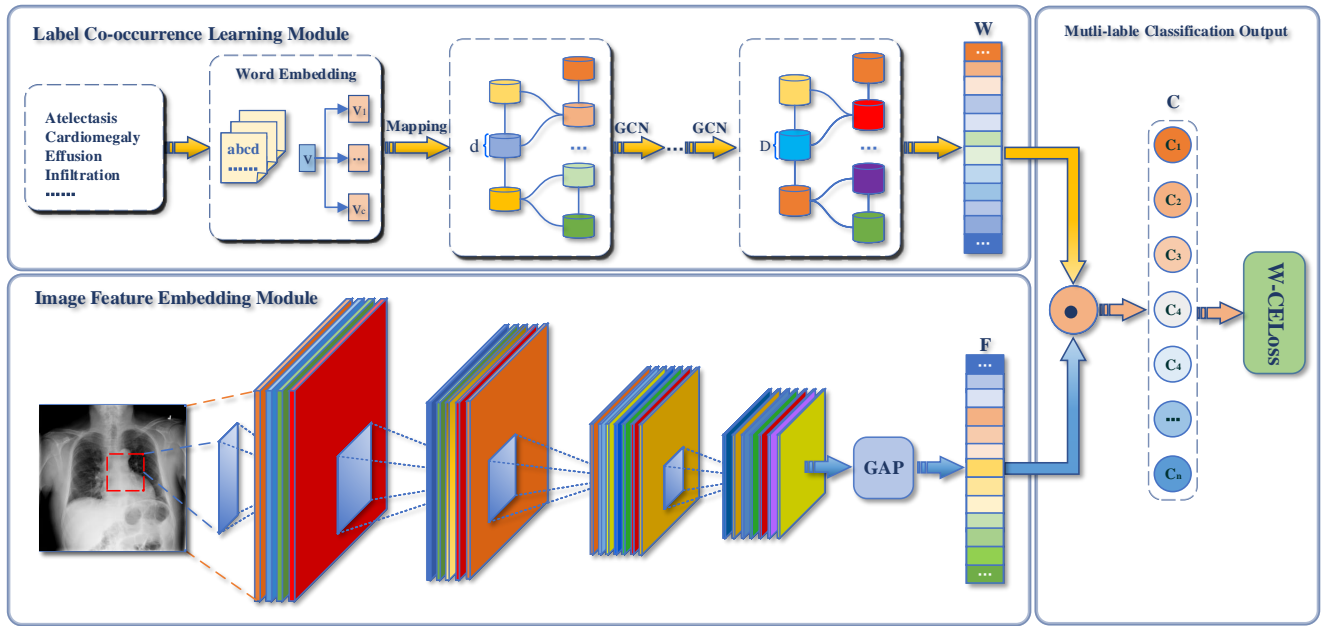 Label Co-occurrence Learning Module
Atelectasis
Cardiomegaly
Effusion
Infiltration
......
Word Embedding
abcd
......
V
V1
...
Vc
Mapping
d
...
GCN
...
GCN
D
...
W
...
...
Image Feature Embedding Module
GAP
F
...
...
Mutli-lable Classification Output
C
C1
C2
C3
C4
C4
...
Cn
W-CELoss